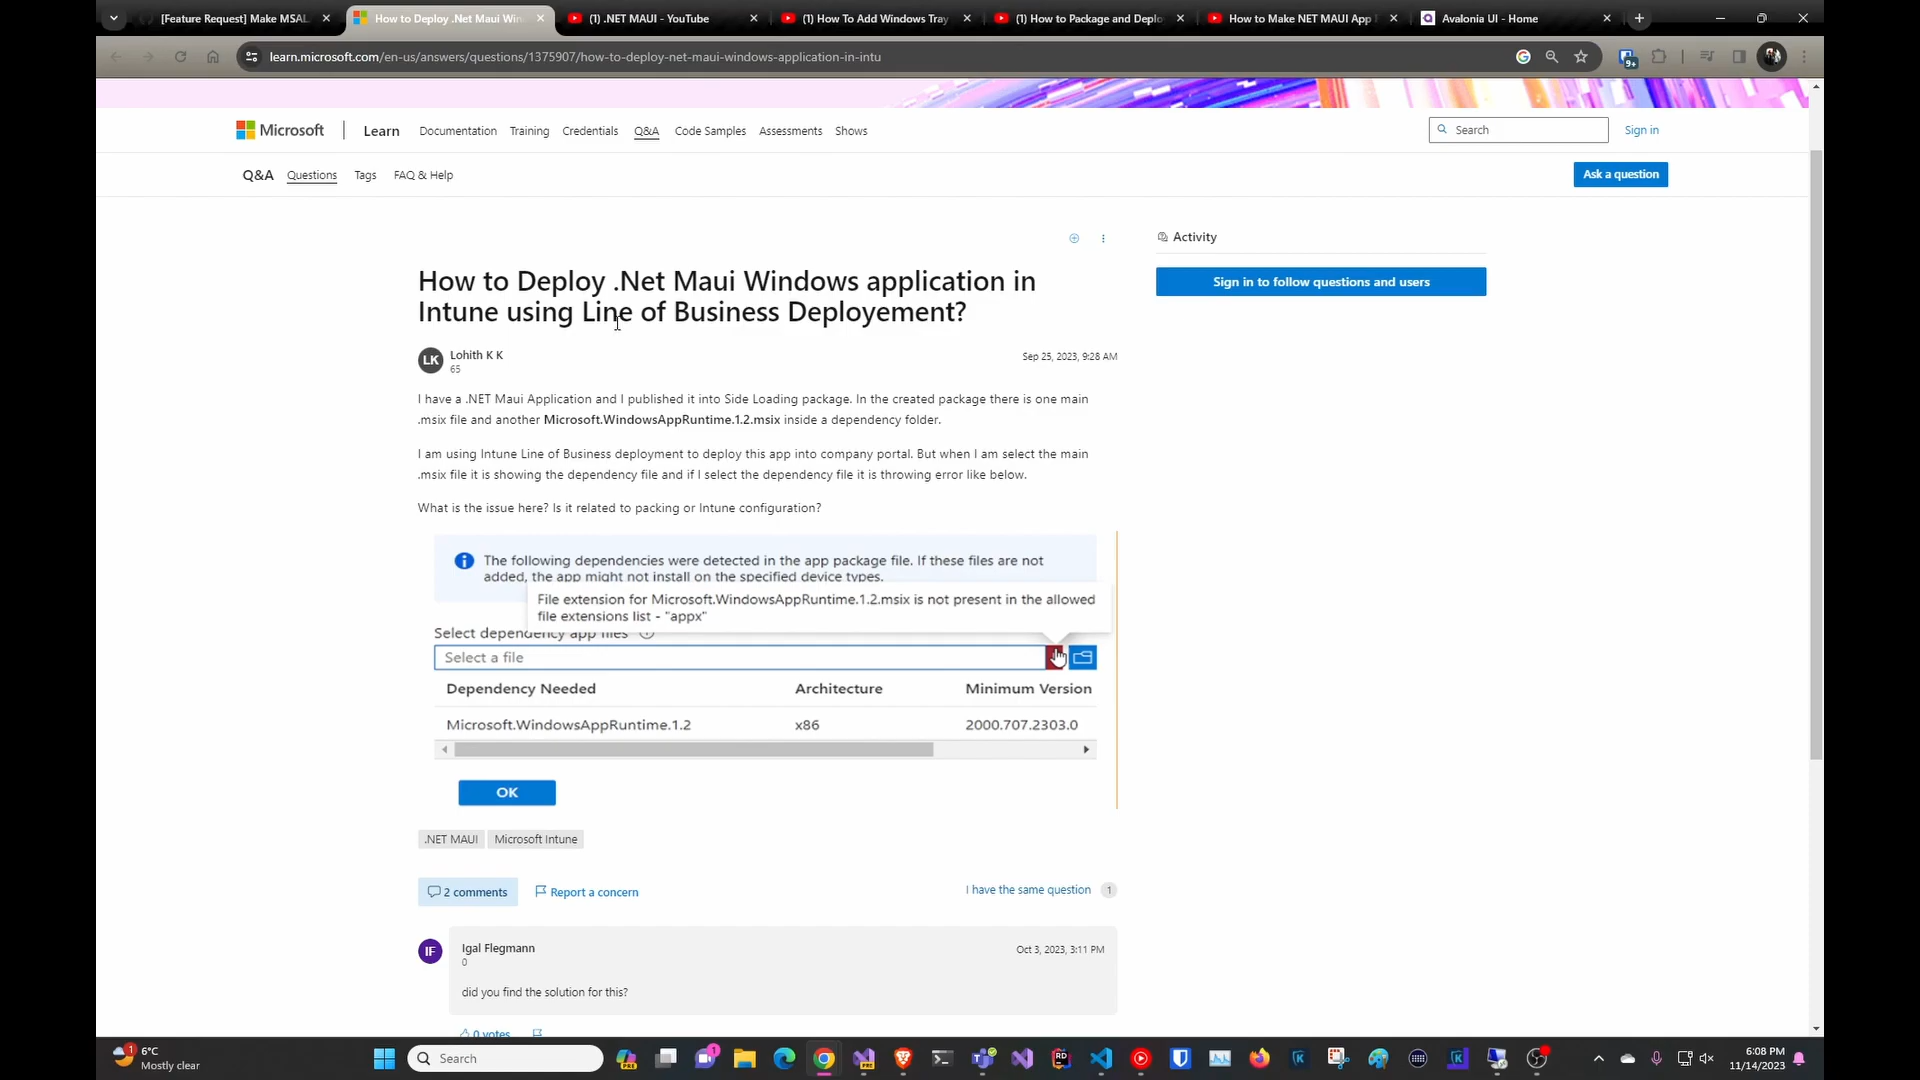 [Feature Request] Make MSAL
How to Deploy .Net Maui Win
(1) .NET MAUI - YouTube
(1) How To Add Windows Tray
(1) How to Package and Deplo
How to Make NET MAUI App
Avalonia UI - Home
learn.microsoft.com/en-us/answers/questions/1375907/how-to-deploy-net-maui-windows-application-in-intu
9+
Microsoft
Learn
Documentation
Training
Credentials
Q&A
Code Samples
Assessments
Shows
Search
Sign in
Q&A
Questions
Tags
FAQ & Help
Ask a question
Activity
Sign in to follow questions and users
How to Deploy .Net Maui Windows application in
Intune using Line of Business Deployement?
LK
Lohith K K
65
Sep 25, 2023, 9:28 AM
I have a .NET Maui Application and I published it into Side Loading package. In the created package there is one main
.msix file and another Microsoft.WindowsAppRuntime.1.2.msix inside a dependency folder.
I am using Intune Line of Business deployment to deploy this app into company portal. But when I am select the main
.msix file it is showing the dependency file and if I select the dependency file it is throwing error like below.
What is the issue here? Is it related to packing or Intune configuration?
The following dependencies were detected in the app package file. If these files are not
added, the app might not install on the specified device types.
File extension for Microsoft.WindowsAppRuntime.1.2.msix is not present in the allowed
file extensions list - "appx"
Select dependency app files
Select a file
Dependency Needed
Architecture
Minimum Version
Microsoft.WindowsAppRuntime.1.2
x86
2000.707.2303.0
OK
.NET MAUI
Microsoft Intune
2 comments
Report a concern
I have the same question
1
IF
Igal Flegmann
0
Oct 3, 2023, 3:11 PM
did you find the solution for this?
0 votes
1
6°C
Mostly clear
Search
6:08 PM
11/14/2023